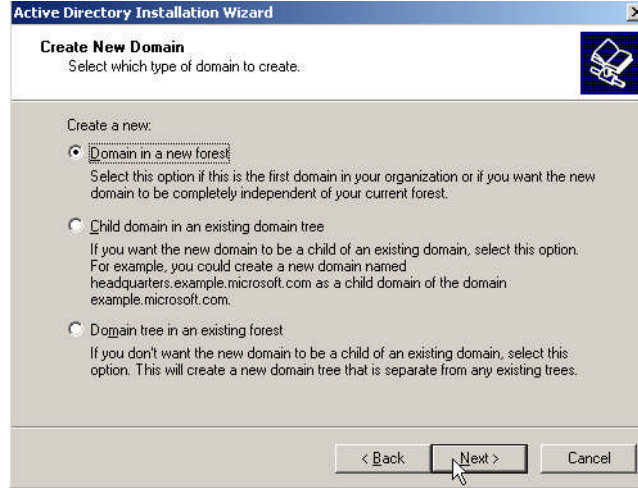 Active Directory Installation Wizard
Create New Domain
Select which type of domain to create.
Create a new:
Domain in a new forest
Select this option if this is the first domain in your organization or if you want the new
domain to be completely independent of your current forest.
Child domain in an existing domain tree
If you want the new domain to be a child of an existing domain, select this option.
For example, you could create a new domain named
headquarters.example.microsoft.com as a child domain of the domain
example.microsoft.com.
Domain tree in an existing forest
If you don't want the new domain to be a child of an existing domain, select this
option. This will create a new domain tree that is separate from any existing trees.
< Back Next > Cancel